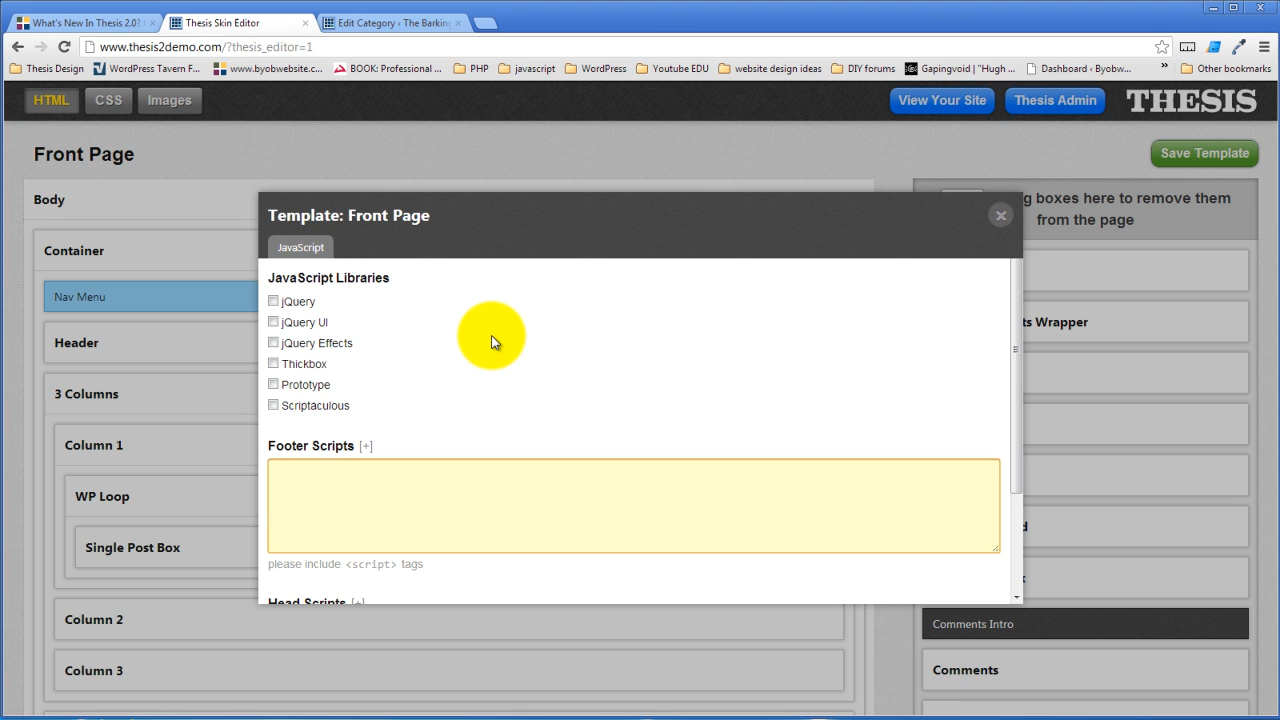 What's New In Thesis 2.0?
Thesis Skin Editor
Edit Category ‹ The Barking
www.thesis2demo.com/?thesis_editor=1
Thesis Design
WordPress Tavern F...
www.byobwebsite.c...
BOOK: Professional ...
PHP
javascript
WordPress
Youtube EDU
website design ideas
DIY forums
Gapingvoid | "Hugh ...
Dashboard ‹ Byobw...
»
Other bookmarks
HTML
CSS
Images
View Your Site
Thesis Admin
THESIS
Front Page
Save Template
Body
g boxes here to remove them
from the page
Template: Front Page
JavaScript
Container
JavaScript Libraries
Nav Menu
jQuery
jQuery UI
ts Wrapper
Header
jQuery Effects
Thickbox
Prototype
3 Columns
Scriptaculous
Column 1
Footer Scripts [+]
WP Loop
d
Single Post Box
please include <script> tags
x
Head Scripts [+]
Column 2
Comments Intro
Column 3
Comments